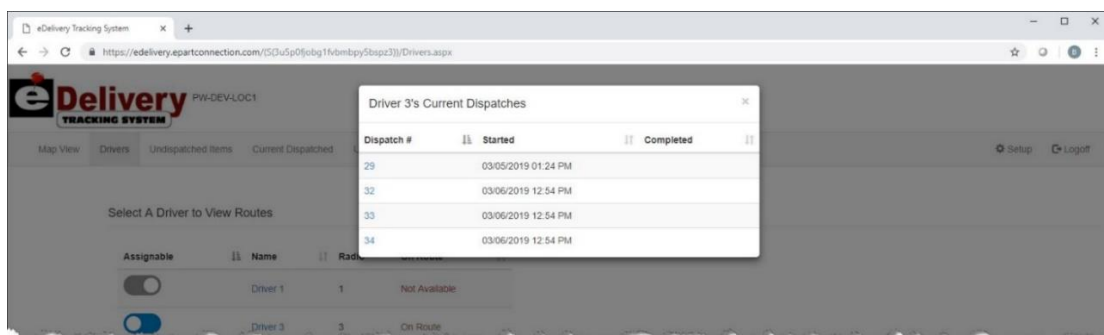 eDelivery Tracking System
https://edelivery.epartconnection.com/
/Drivers.aspx
eDelivery PW-DEV-LOC1
TRACKING SYSTEM
Map View Drivers Undispatched Items Current Dispatched Setup Logoff
Driver 3's Current Dispatches
Dispatch # Started Completed
29 03/05/2019 01:24 PM
32 03/06/2019 12:54 PM
33 03/06/2019 12:54 PM
34 03/06/2019 12:54 PM
Select A Driver to View Routes
Assignable Name
Driver 1 1 Not Available
Driver 3 3 On Route